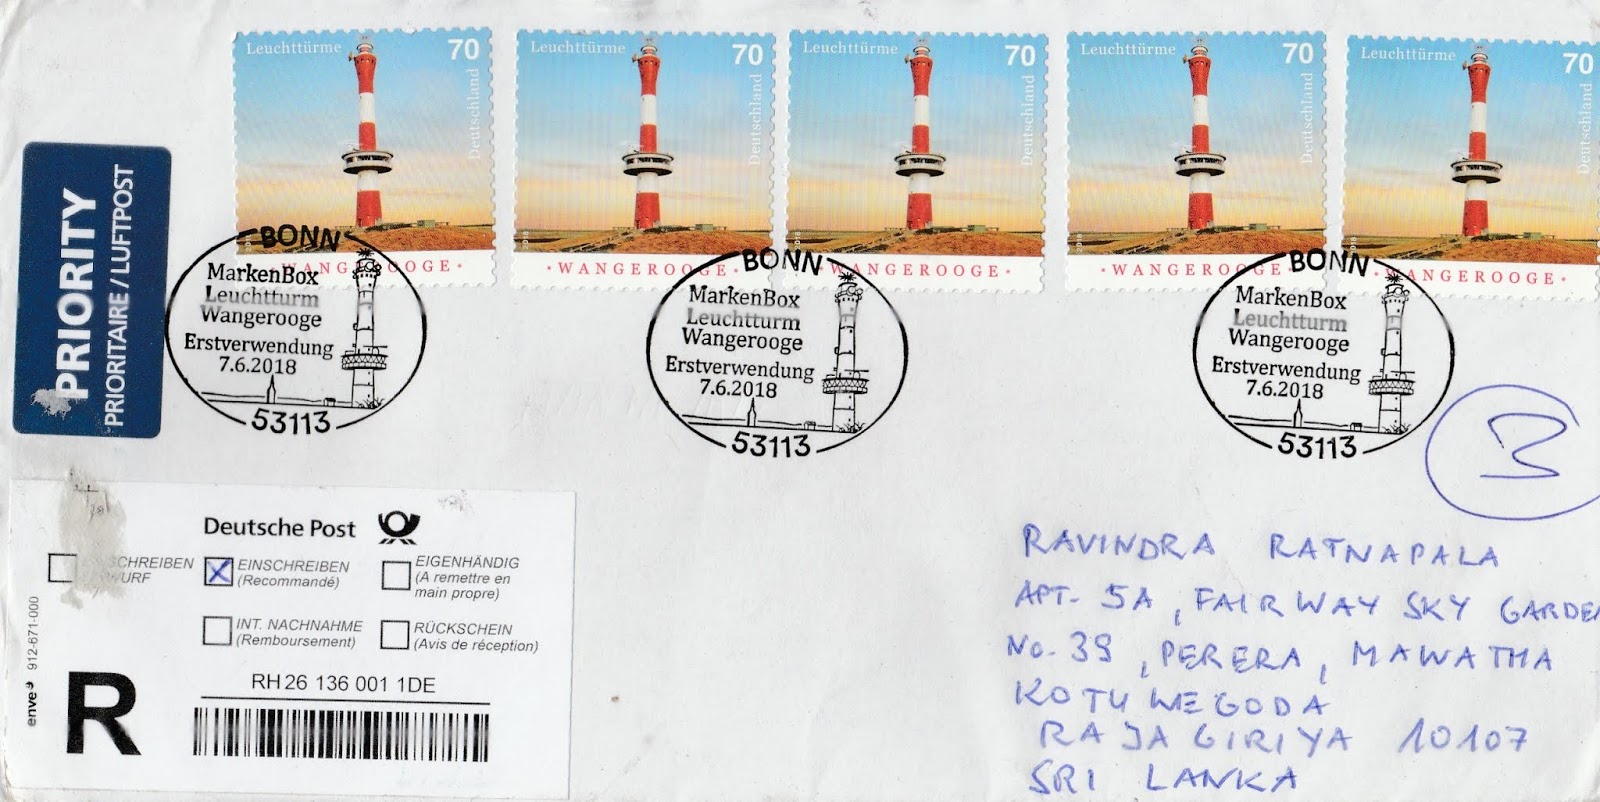 Leuchttürme 70
Deutschland
WANGEROOGE
Leuchttürme 70
Deutschland
· WANGEROOGE ·
Leuchttürme 70
Deutschland
WANGEROOGE ·
Leuchttürme 70
Deutschland
· WANGEROOGE
Leuchttürme 70
Deutschland
WANGEROOGE ·
PRIORITY
PRIORITAIRE / LUFTPOST
BONN
MarkenBox
Leuchtturm
Wangerooge
Erstverwendung
7.6.2018
53113
BONN
MarkenBox
Leuchtturm
Wangerooge
Erstverwendung
7.6.2018
53113
BONN
MarkenBox
Leuchtturm
Wangerooge
Erstverwendung
7.6.2018
53113
Deutsche Post
SCHREIBEN
WURF
EINSCHREIBEN
(Recommandé)
EIGENHÄNDIG
(A remettre en
main propre)
INT. NACHNAHME
(Remboursement)
RÜCKSCHEIN
(Avis de réception)
R
RH 26 136 001 1DE
912-671-000
RAVINDRA RATNAPALA
APT- 5A, FAIRWAY SKY GARDE
No. 39, PERERA, MAWATHA
KOTUWEGODA
RAJAGIRIYA 10107
SRI LANKA